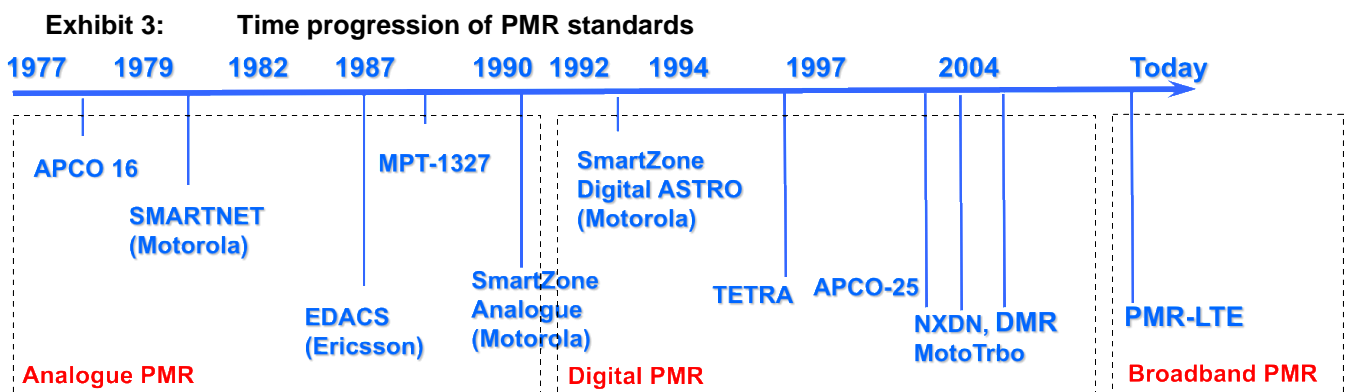 Exhibit 3: Time progression of PMR standards
1977 1979 1982 1987 1990 1992 1994 1997 2004 Today
APCO 16
SMARTNET
(Motorola)
EDACS
(Ericsson)
MPT-1327
SmartZone
Analogue
(Motorola)
Analogue PMR
SmartZone
Digital ASTRO
(Motorola)
TETRA
APCO-25
NXDN, DMR
MotoTrbo
Digital PMR
PMR-LTE
Broadband PMR